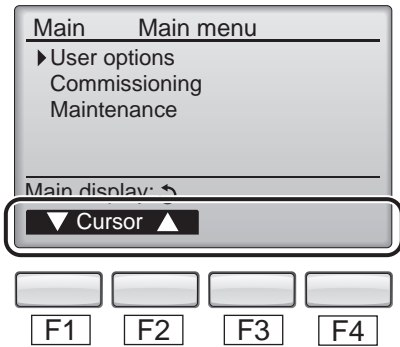 Main Main menu
User options
Commissioning
Maintenance
Main display:
Cursor
F1 F2 F3 F4